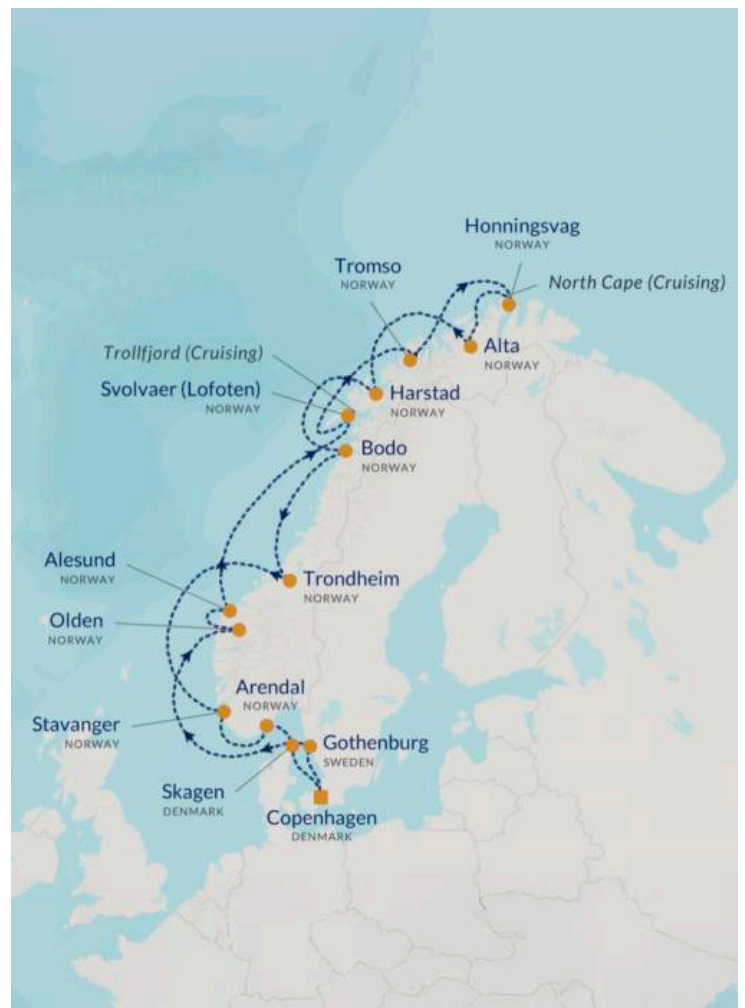 Honningsvag
NORWAY
Tromso
NORWAY
North Cape (Cruising)
Trollfjord (Cruising)
Alta
NORWAY
Svolvaer (Lofoten)
NORWAY
Harstad
NORWAY
Bodo
NORWAY
Alesund
NORWAY
Trondheim
NORWAY
Olden
NORWAY
Arendal
NORWAY
Stavanger
NORWAY
Gothenburg
SWEDEN
Skagen
DENMARK
Copenhagen
DENMARK